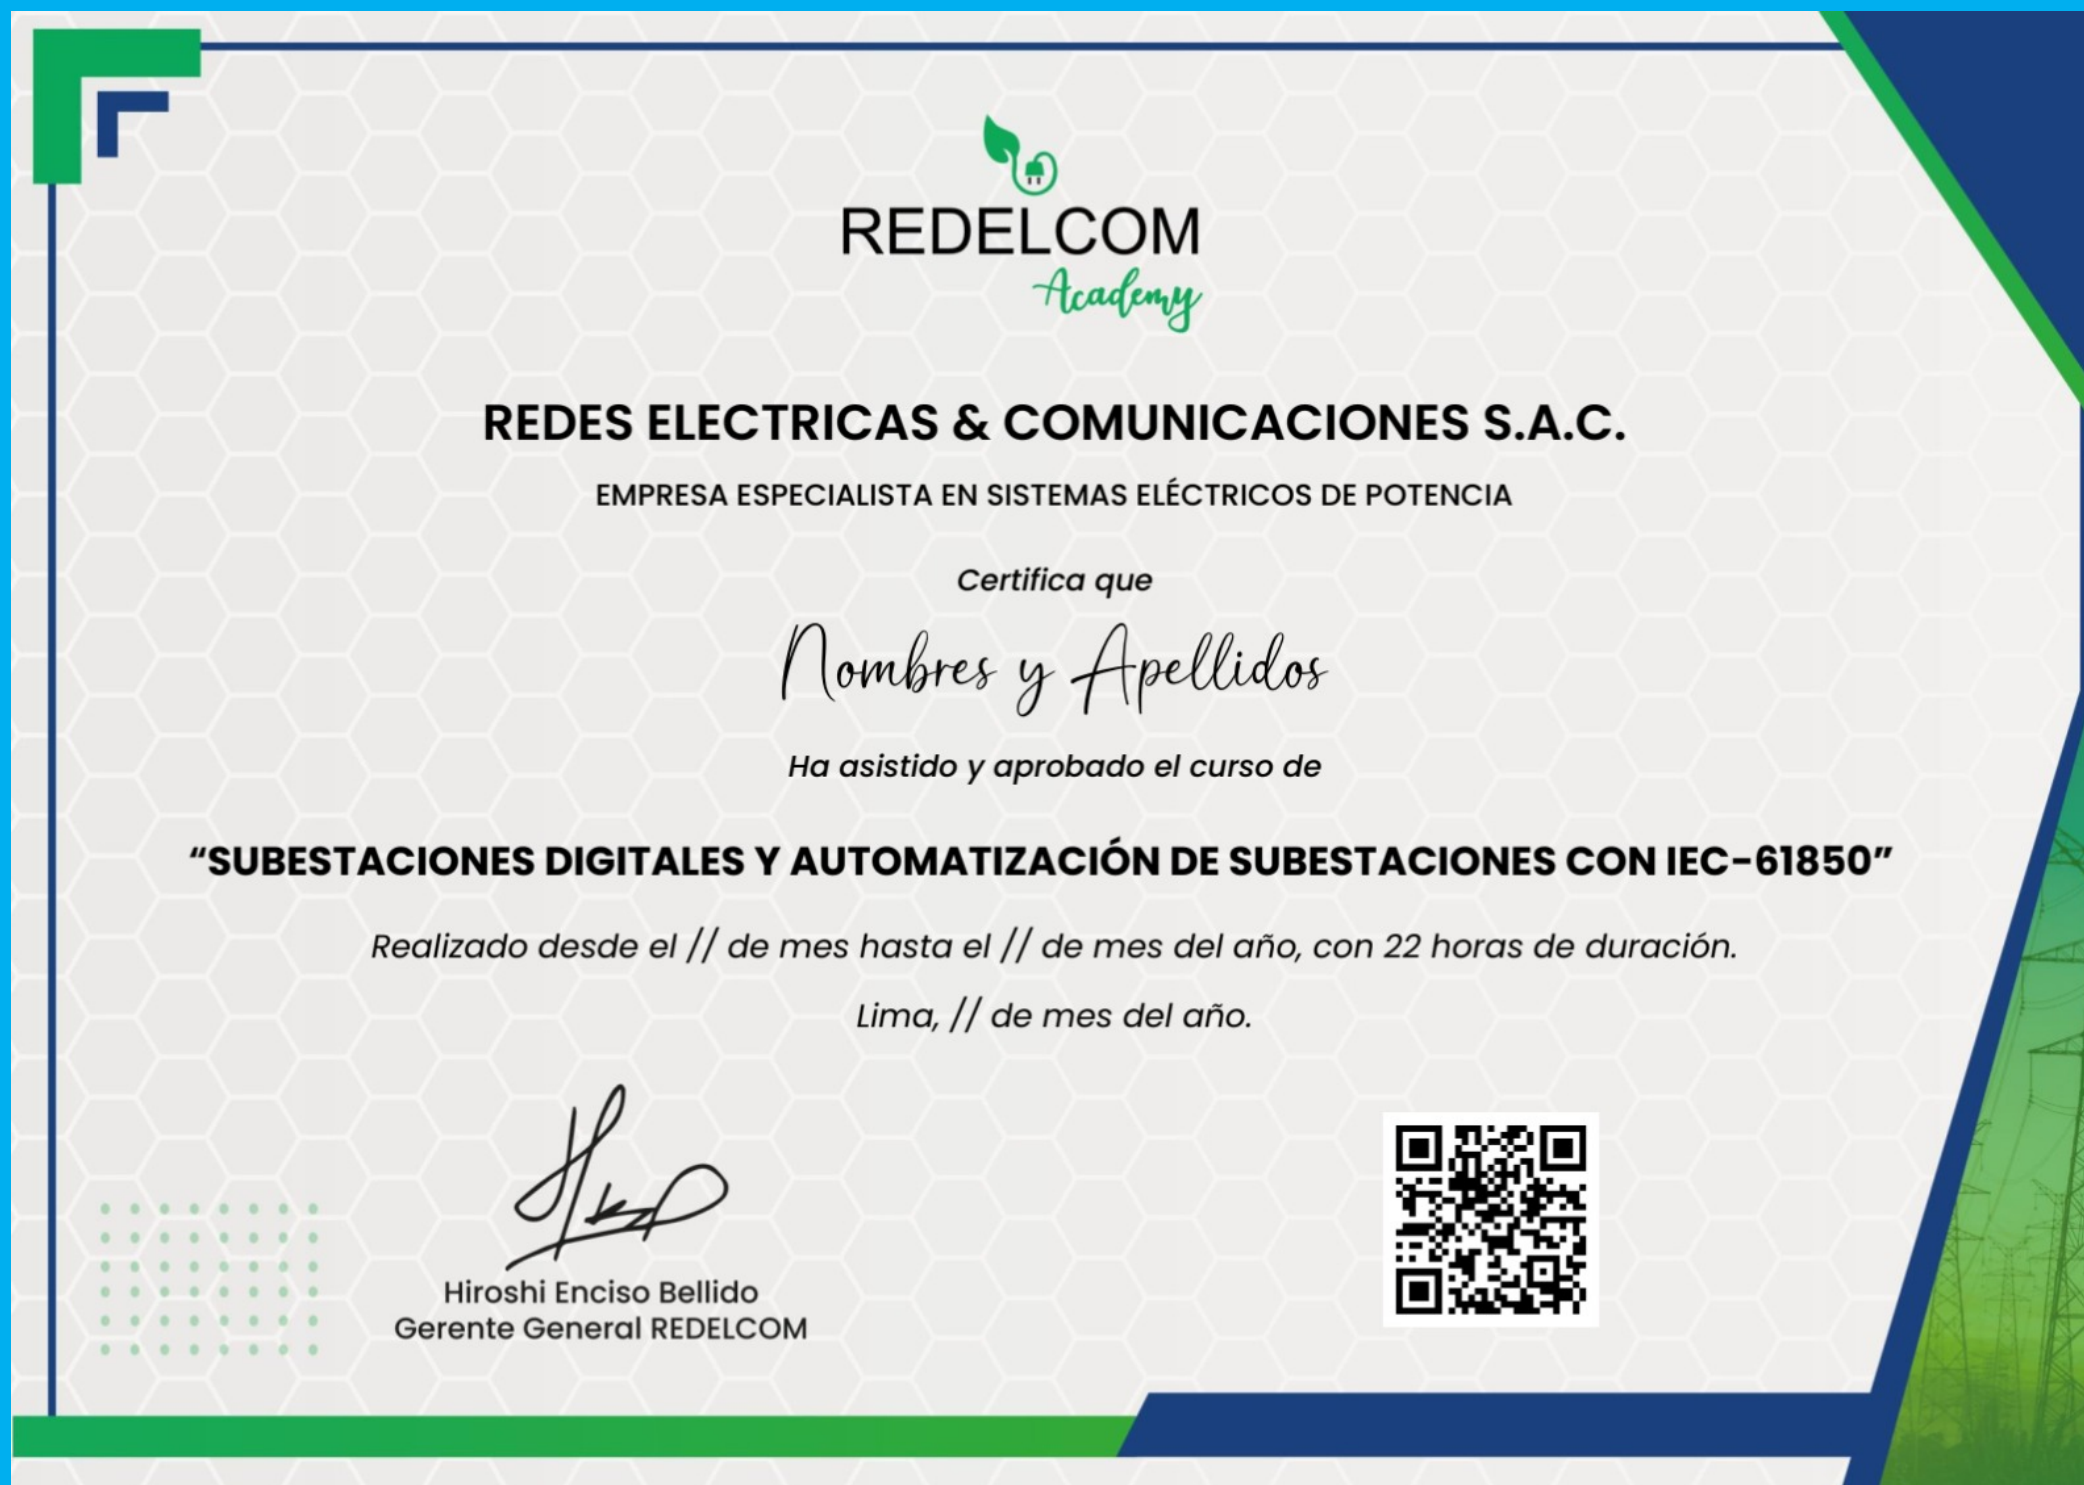 REDELCOM
Academy
REDES ELECTRICAS & COMUNICACIONES S.A.C.
EMPRESA ESPECIALISTA EN SISTEMAS ELÉCTRICOS DE POTENCIA
Certifica que
Nombres y Apellidos
Ha asistido y aprobado el curso de
“SUBESTACIONES DIGITALES Y AUTOMATIZACIÓN DE SUBESTACIONES CON IEC-61850”
Realizado desde el // de mes hasta el // de mes del año, con 22 horas de duración.
Lima, // de mes del año.
Hiroshi Enciso Bellido
Gerente General REDELCOM